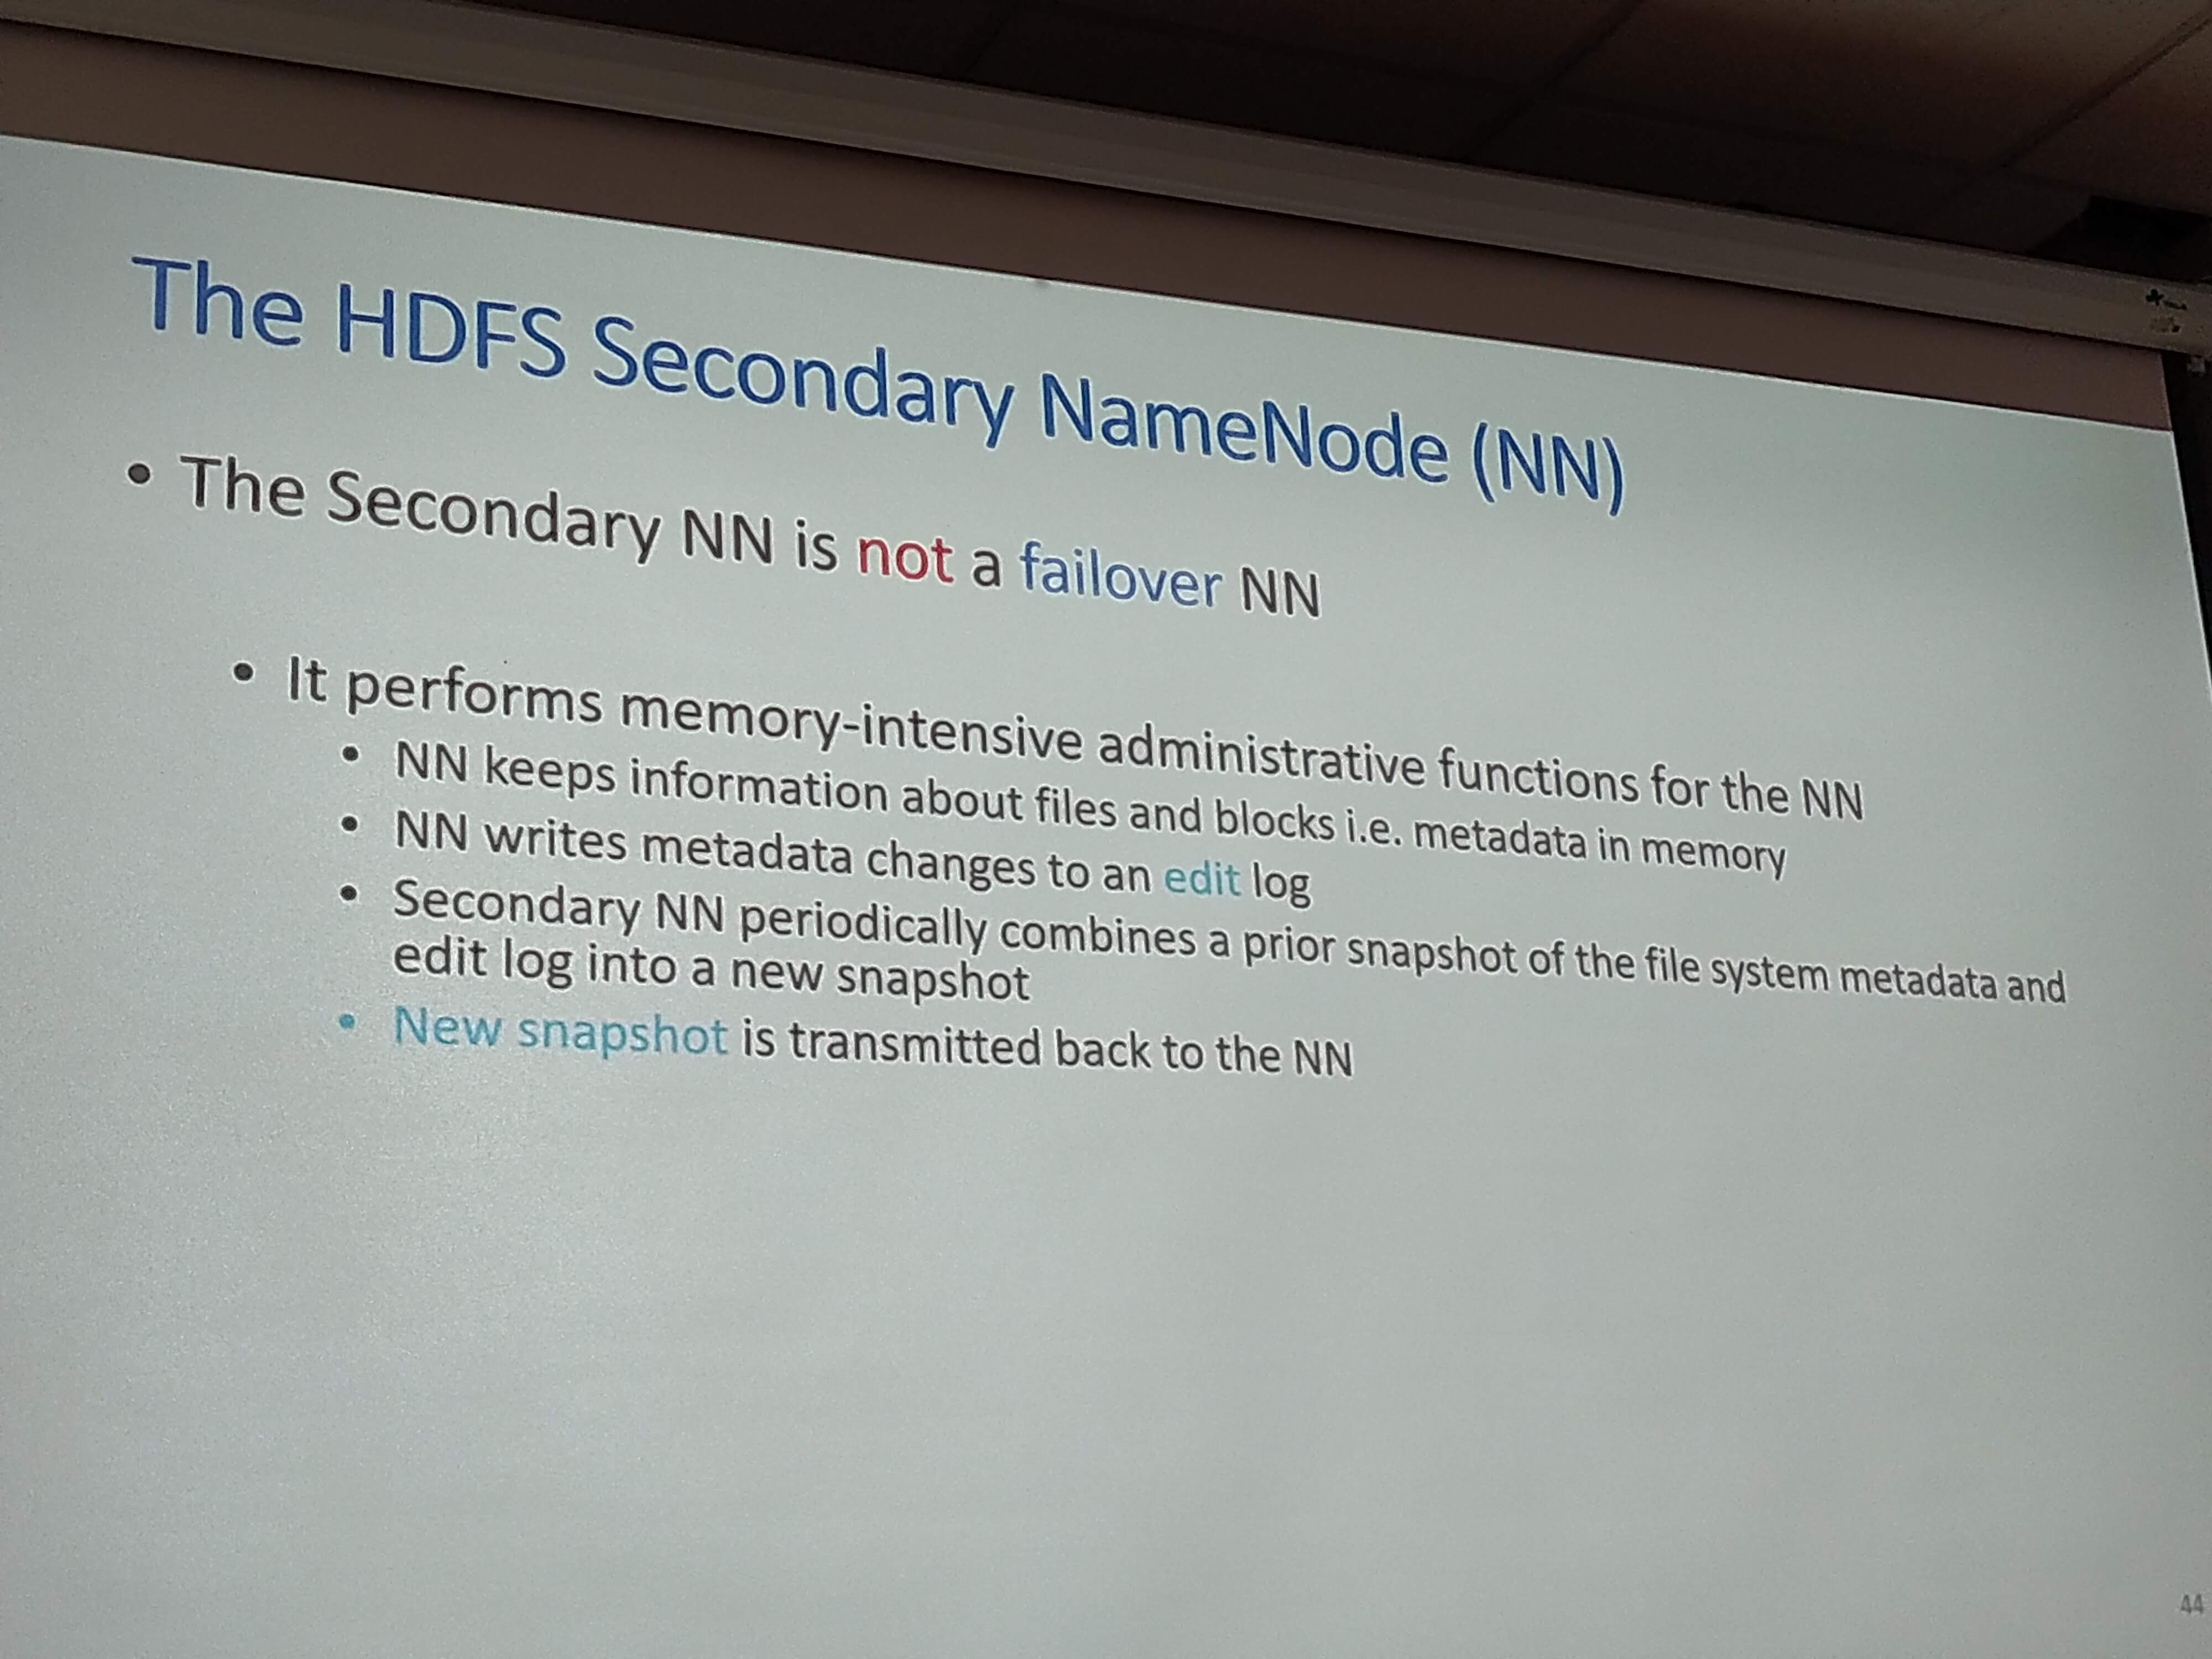 The HDFS Secondary NameNode (NN)
• The Secondary NN is not a failover NN
• It performs memory-intensive administrative functions for the NN
• NN keeps information about files and blocks i.e. metadata in memory
• NN writes metadata changes to an edit log
• Secondary NN periodically combines a prior snapshot of the file system metadata and
edit log into a new snapshot
• New snapshot is transmitted back to the NN
44